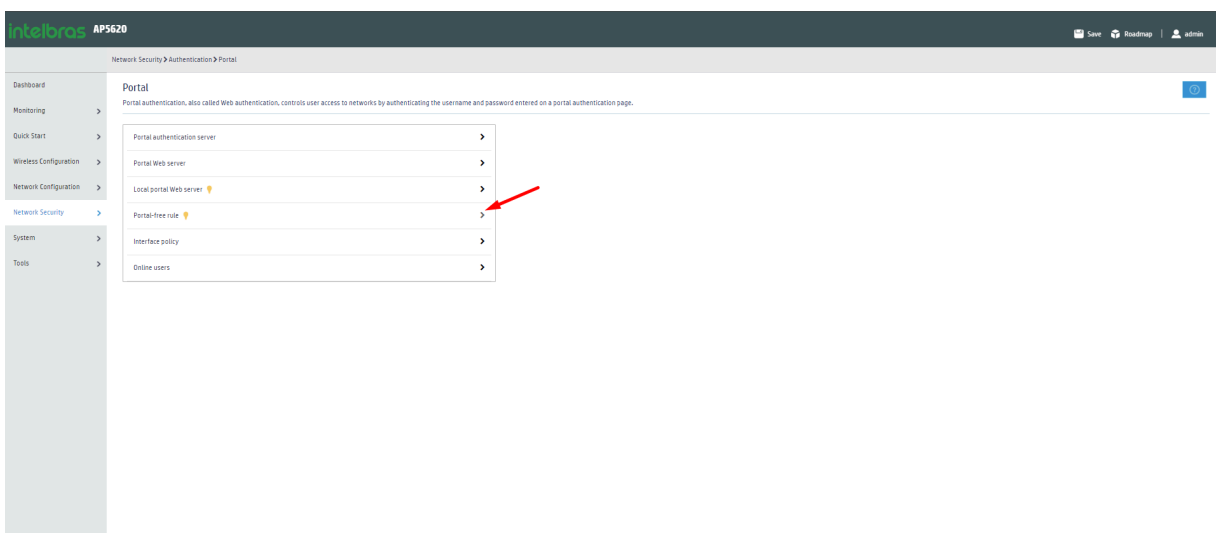 intelbras AP5620
Save Roadmap | admin
Network Security > Authentication > Portal
Dashboard
Monitoring
Quick Start
Wireless Configuration
Network Configuration
Network Security
System
Tools
Portal
Portal authentication, also called Web authentication, controls user access to networks by authenticating the username and password entered on a portal authentication page.
Portal authentication server
Portal Web server
Local portal Web server
Portal-free rule
Interface policy
Online users